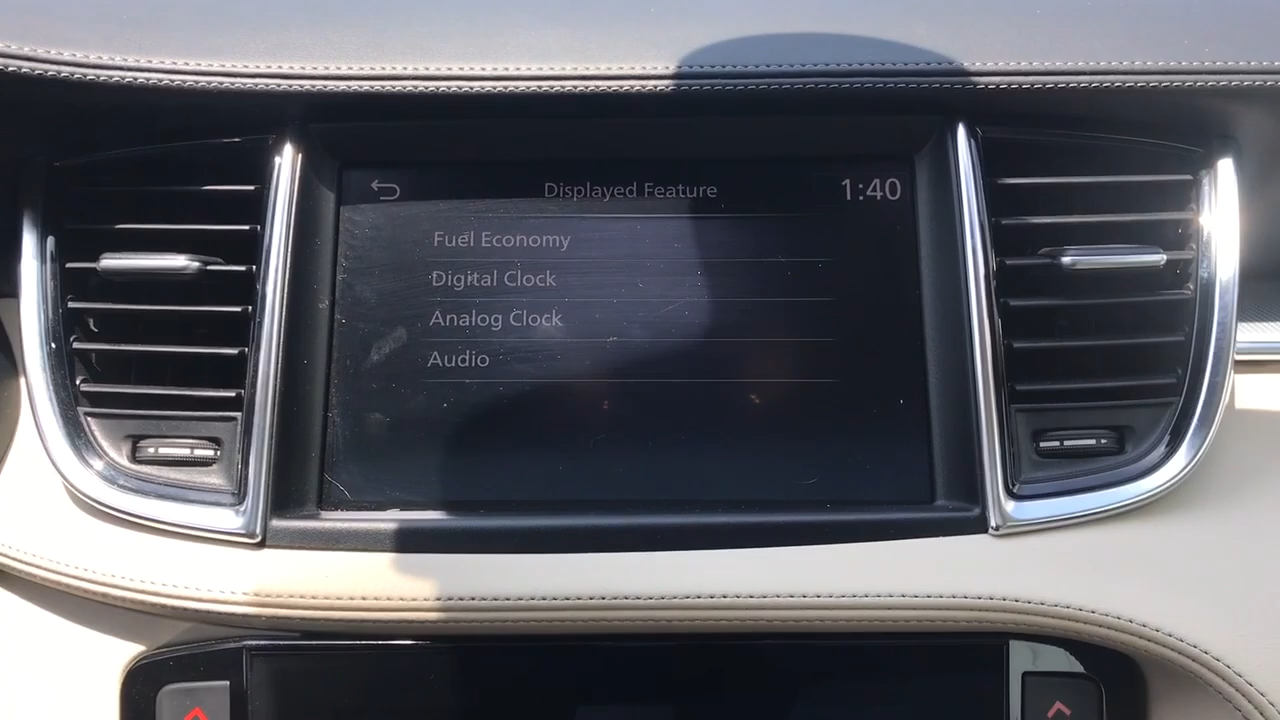 Displayed Feature 1:40
Fuel Economy
Digital Clock
Analog Clock
Audio